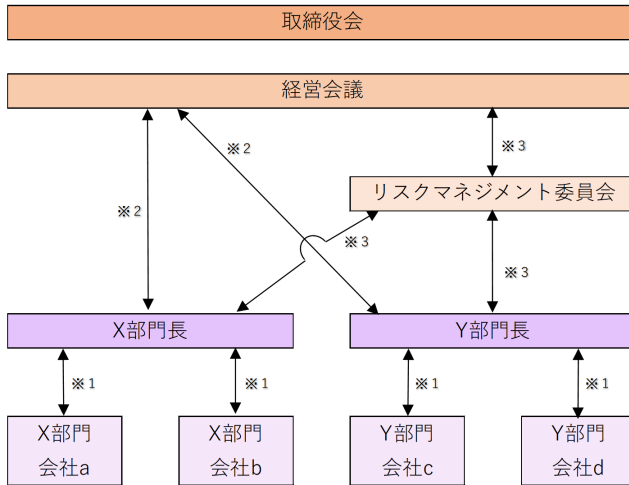 取締役会
経営会議
※2
※3
リスクマネジメント委員会
※2
※3
※3
X部門長
Y部門長
※1
※1
※1
※1
X部門
会社a
X部門
会社b
Y部門
会社c
Y部門
会社d